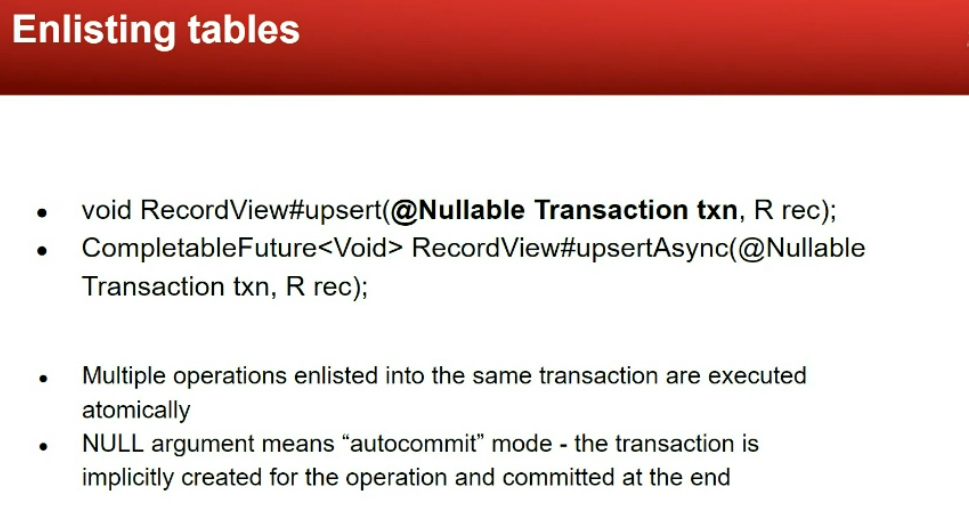 Enlisting tables
• void RecordView#upsert(@Nullable Transaction txn, R rec);
• CompletableFuture<Void> RecordView#upsertAsync(@Nullable
Transaction txn, R rec);
• Multiple operations enlisted into the same transaction are executed
atomically
• NULL argument means “autocommit” mode - the transaction is
implicitly created for the operation and committed at the end